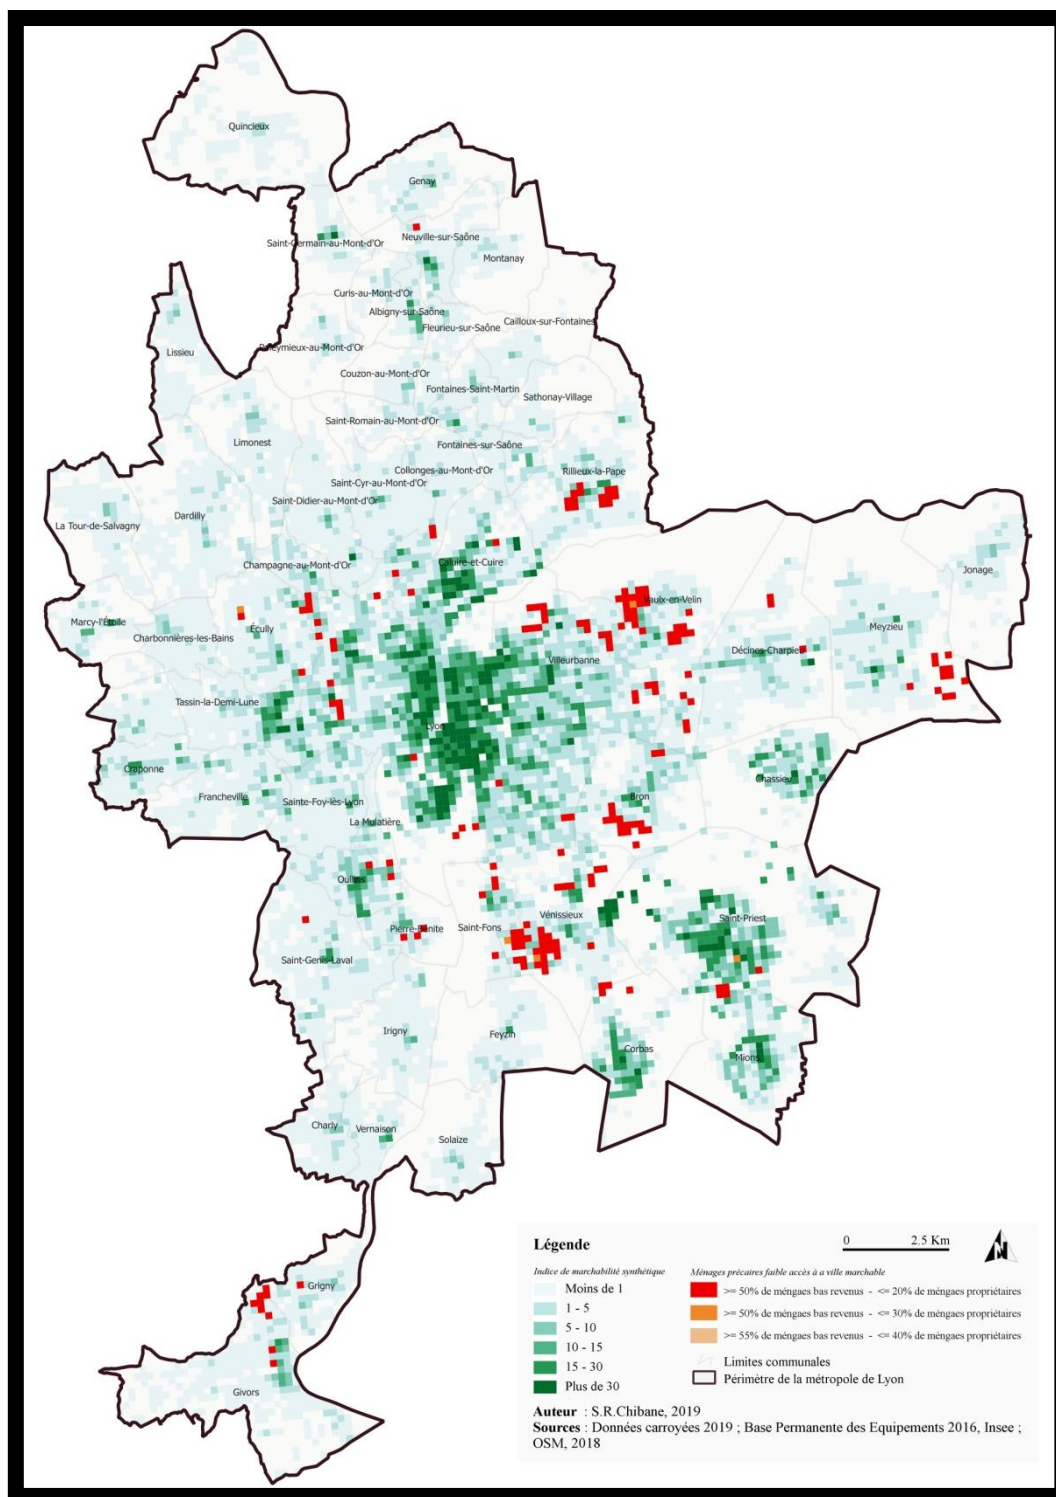 Quincieux
Genay
Saint-Germain-au-Mont-d'Or
Neuville-sur-Saône
Montanay
Curis-au-Mont-d'Or
Albigny-sur-Saône
Cailloux-sur-Fontaines
Fleurieu-sur-Saône
Poleymieux-au-Mont-d'Or
Lissieu
Couzon-au-Mont-d'Or
Fontaines-Saint-Martin
Sathonay-Village
Saint-Romain-au-Mont-d'Or
Limonest
Fontaines-sur-Saône
Collonges-au-Mont-d'Or
Rillieux-la-Pape
Saint-Cyr-au-Mont-d'Or
Saint-Didier-au-Mont-d'Or
Dardilly
La Tour-de-Salvagny
Champagne-au-Mont-d'Or
Caluire-et-Cuire
Jonage
Vaulx-en-Velin
Marcy-l'Étoile
Meyzieu
Écully
Charbonnières-les-Bains
Décines-Charpieu
Villeurbanne
Tassin-la-Demi-Lune
Lyon
Craponne
Chassieu
Francheville
Sainte-Foy-lès-Lyon
Bron
La Mulatière
Oullins
Saint-Priest
Vénissieux
Pierre-Bénite
Saint-Fons
Saint-Genis-Laval
Irigny
Feyzin
Corbas
Mions
Charly
Vernaison
Solaize
Grigny
Givors
Légende
0 2.5 Km
N
Indice de marchabilité synthétique
Moins de 1
1 - 5
5 - 10
10 - 15
15 - 30
Plus de 30
Ménages précaires faible accès à a ville marchable
>= 50% de méngaes bas revenus - <= 20% de méngaes propriétaires
>= 50% de méngaes bas revenus - <= 30% de méngaes propriétaires
>= 55% de méngaes bas revenus - <= 40% de méngaes propriétaires
Limites communales
Périmètre de la métropole de Lyon
Auteur : S.R.Chibane, 2019
Sources : Données carroyées 2019 ; Base Permanente des Equipements 2016, Insee ;
OSM, 2018